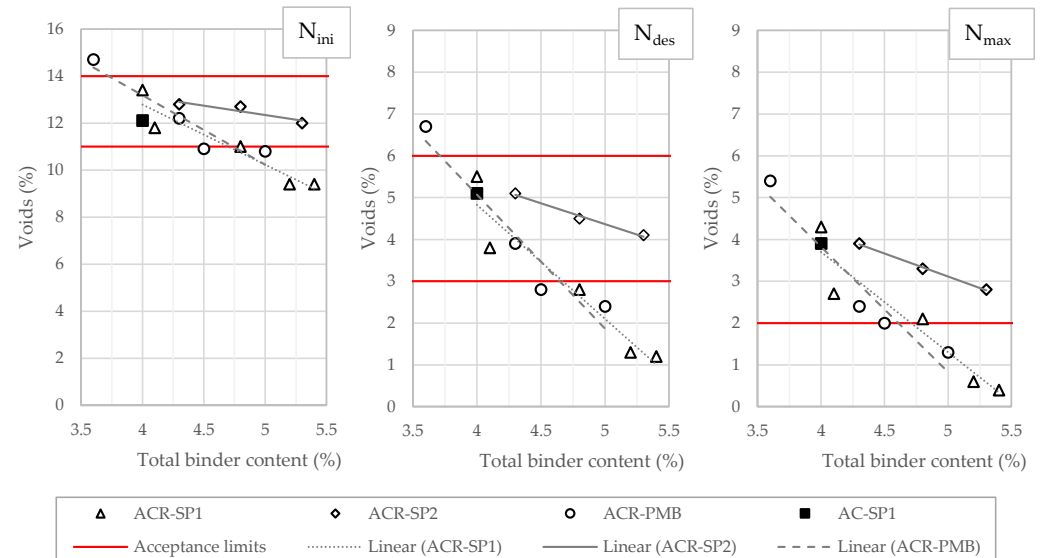 N_ini
16
14
12
10
8
6
4
2
0
Voids (%)
3.5 4 4.5 5 5.5
Total binder content (%)
N_des
9
8
7
6
5
4
3
2
1
0
Voids (%)
3.5 4 4.5 5 5.5
Total binder content (%)
N_max
9
8
7
6
5
4
3
2
1
0
Voids (%)
3.5 4 4.5 5 5.5
Total binder content (%)
ACR-SP1 ACR-SP2 ACR-PMB AC-SP1
Acceptance limits Linear (ACR-SP1) Linear (ACR-SP2) Linear (ACR-PMB)